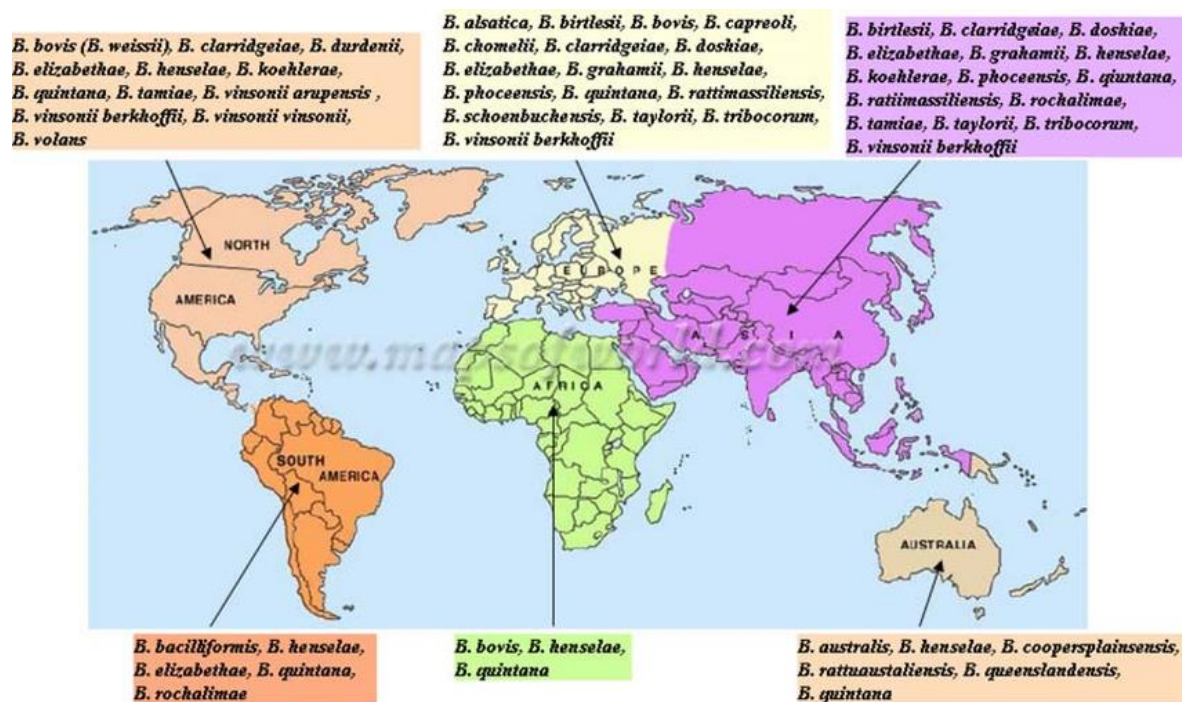 B. bovis (B. weissii), B. clarridgeiae, B. durdenii,
B. elizabethae, B. henselae, B. koehlerae,
B. quintana, B. tamiae, B. vinsonii arupensis ,
B. vinsonii berkhoffii, B. vinsonii vinsonii,
B. volans
B. alsatica, B. birtlesii, B. bovis, B. capreoli,
B. chomelii, B. clarridgeiae, B. doshiae,
B. elizabethae, B. grahamii, B. henselae,
B. phoceensis, B. quintana, B. rattimassiliensis,
B. schoenbuchensis, B. taylorii, B. tribocorum,
B. vinsonii berkhoffii
B. birtlesii, B. clarridgeiae, B. doshiae,
B. elizabethae, B. grahamii, B. henselae,
B. koehlerae, B. phoceensis, B. qiuntana,
B. ratiimassiliensis, B. rochalimae,
B. tamiae, B. taylorii, B. tribocorum,
B. vinsonii berkhoffii
NORTH
AMERICA
EUROPE
ASIA
www.mapsofworld.com
AFRICA
SOUTH
AMERICA
AUSTRALIA
B. bacilliformis, B. henselae,
B. elizabethae, B. quintana,
B. rochalimae
B. bovis, B. henselae,
B. quintana
B. australis, B. henselae, B. coopersplainsensis,
B. rattuaustaliensis, B. queenslandensis,
B. quintana